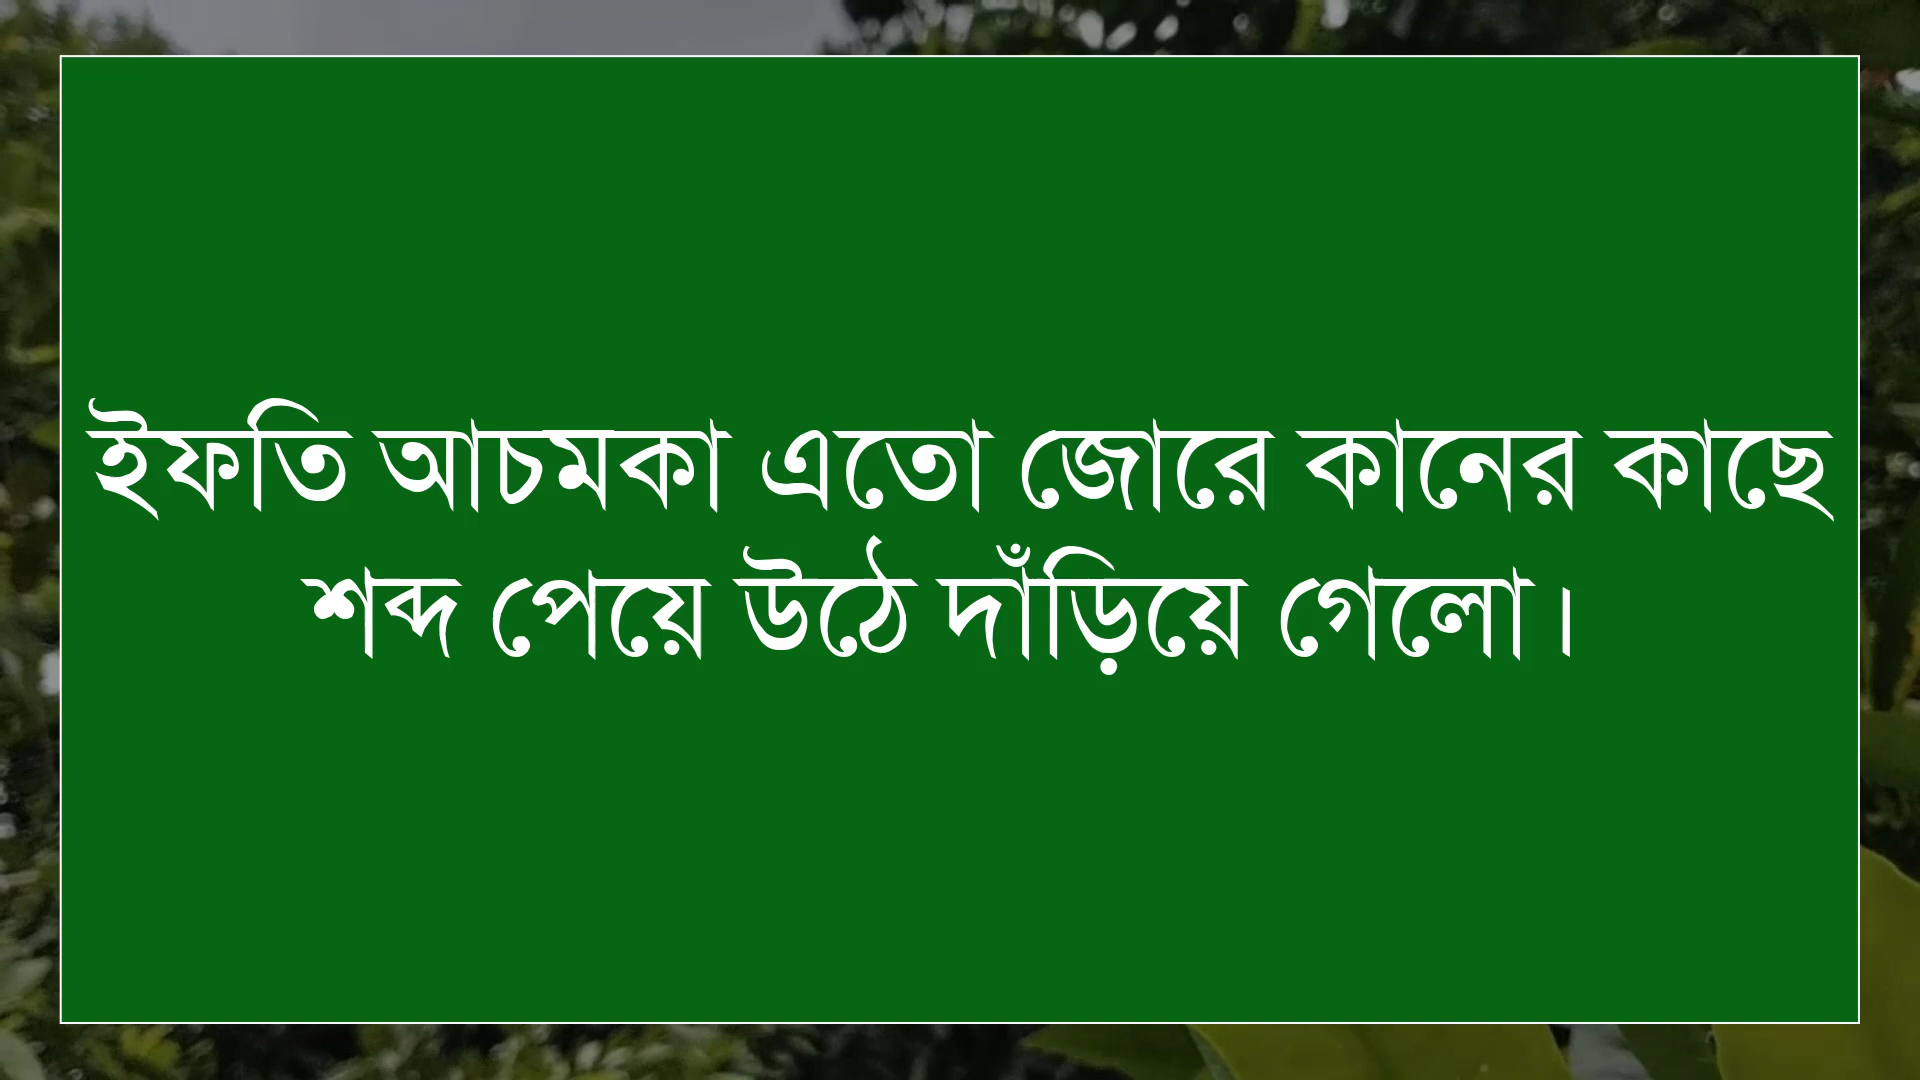 ইফতি আচমকা এতো জোরে কানের কাছে
শব্দ পেয়ে উঠে দাঁড়িয়ে গেলো।